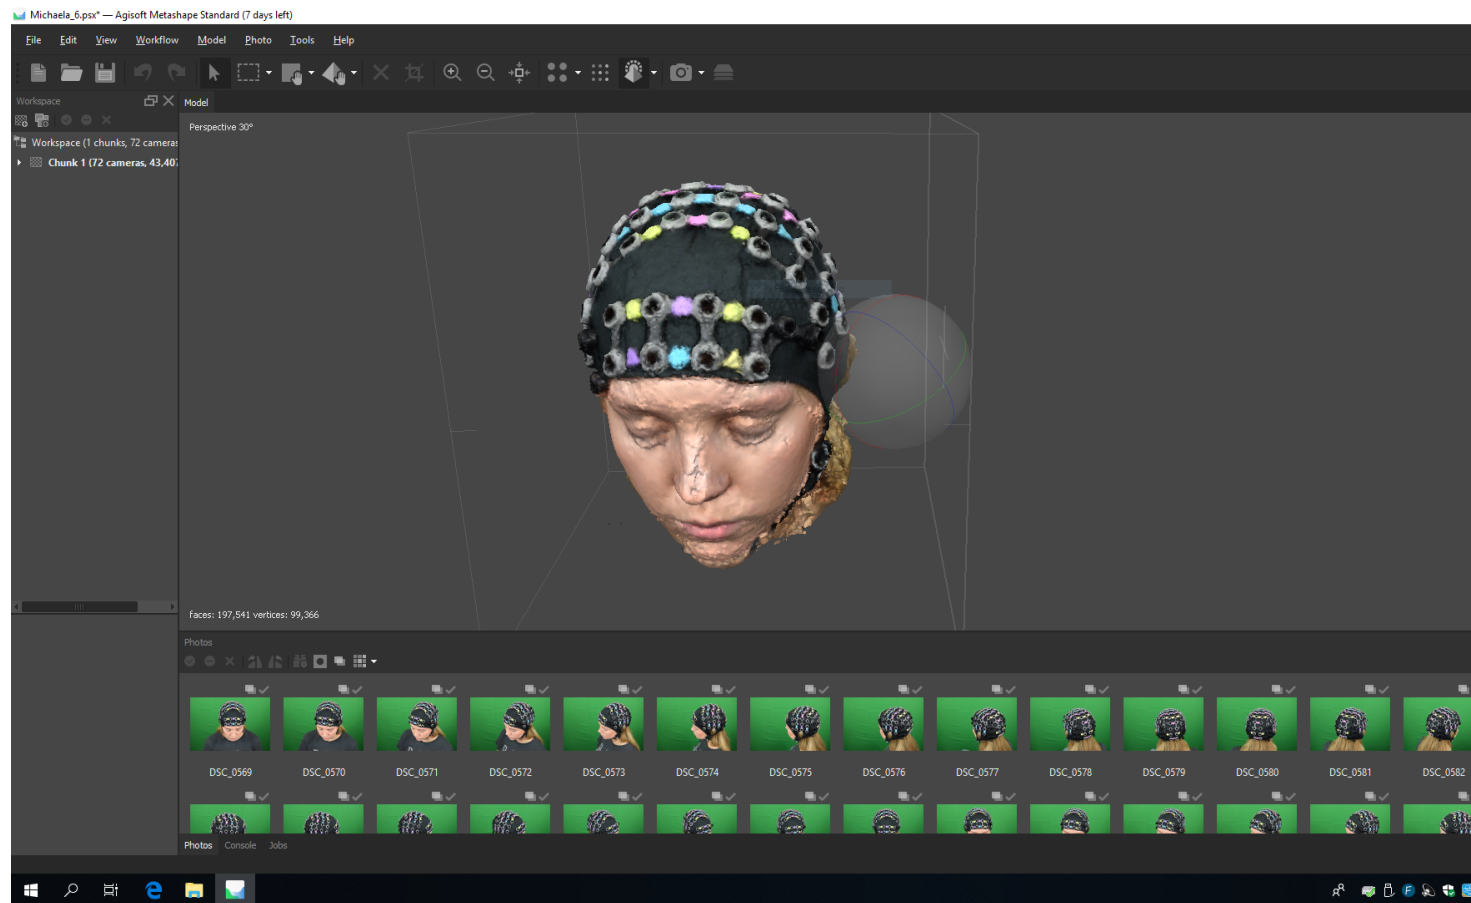 Michaela_6.psx* — Agisoft Metashape Standard (7 days left)
File Edit View Workflow Model Photo Tools Help
Workspace
Model
Perspective 30°
Workspace (1 chunks, 72 cameras
Chunk 1 (72 cameras, 43,407
faces: 197,541 vertices: 99,366
Photos
DSC_0569 DSC_0570 DSC_0571 DSC_0572 DSC_0573 DSC_0574 DSC_0575 DSC_0576 DSC_0577 DSC_0578 DSC_0579 DSC_0580 DSC_0581 DSC_0582
Photos Console Jobs